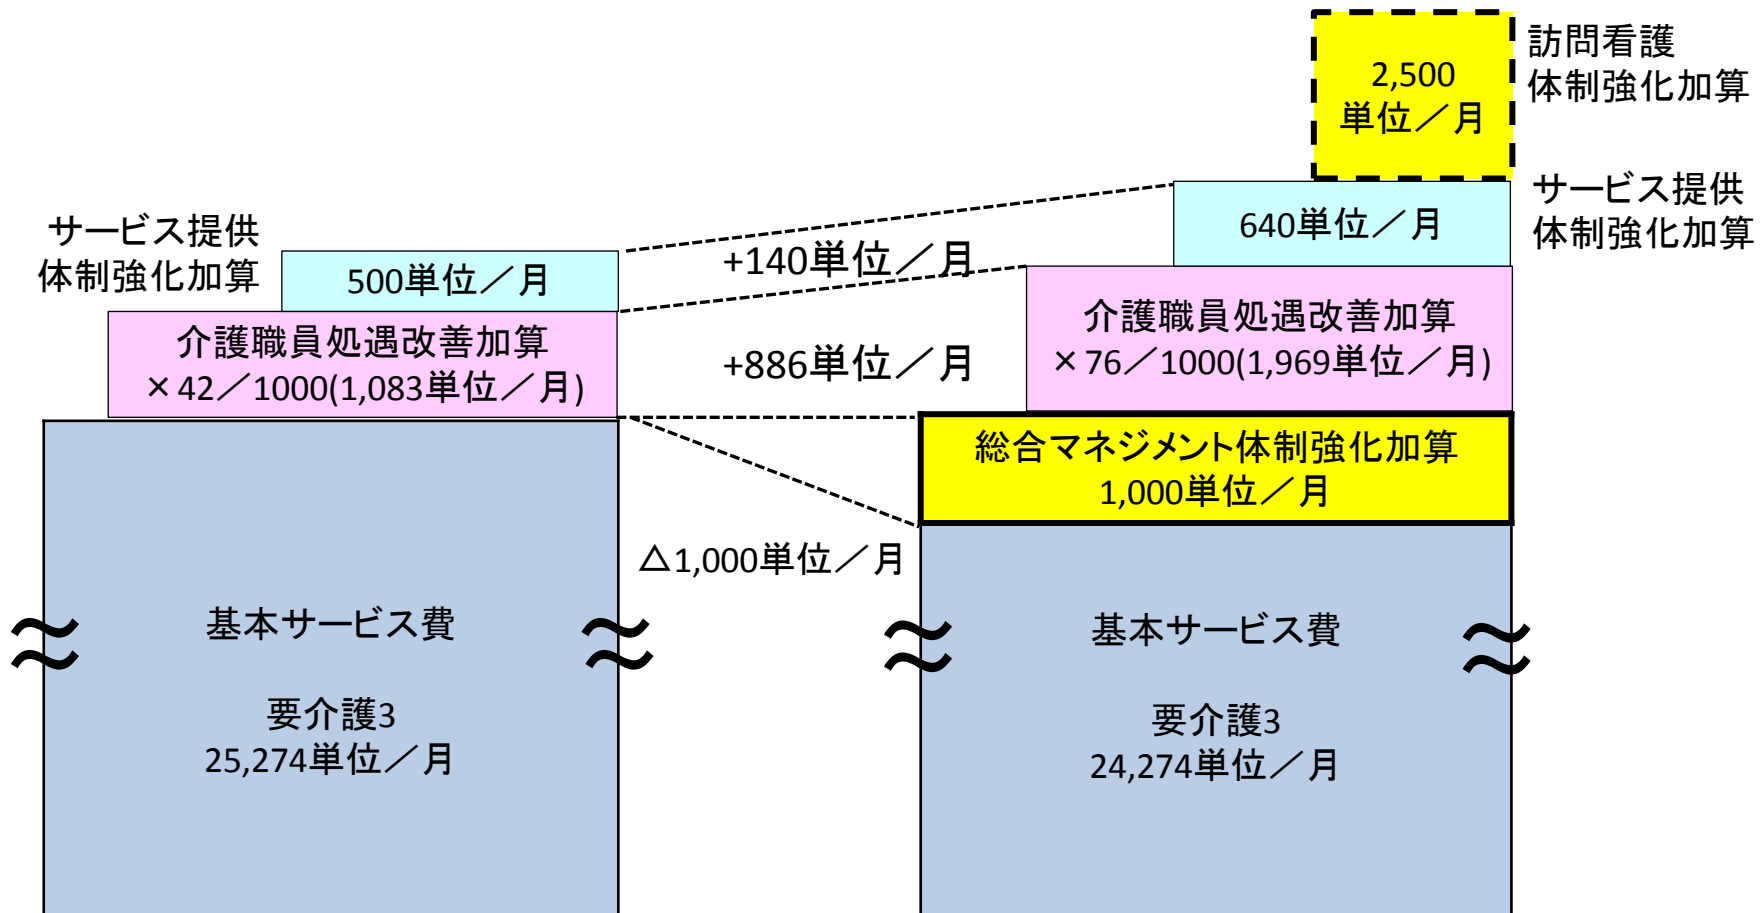 サービス提供
体制強化加算
500単位／月
介護職員処遇改善加算
×42／1000(1,083単位／月)
基本サービス費
要介護3
25,274単位／月
+140単位／月
+886単位／月
△1,000単位／月
2,500
単位／月
訪問看護
体制強化加算
640単位／月
サービス提供
体制強化加算
介護職員処遇改善加算
×76／1000(1,969単位／月)
総合マネジメント体制強化加算
1,000単位／月
基本サービス費
要介護3
24,274単位／月